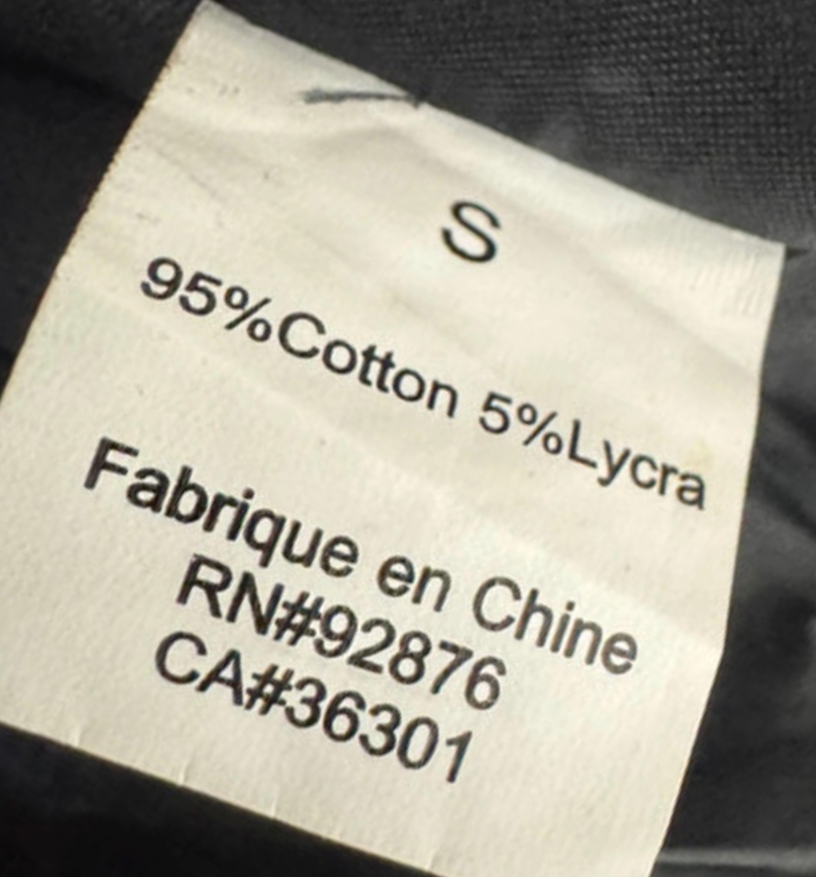 S
95%Cotton 5%Lycra
Fabrique en Chine
RN#92876
CA#36301